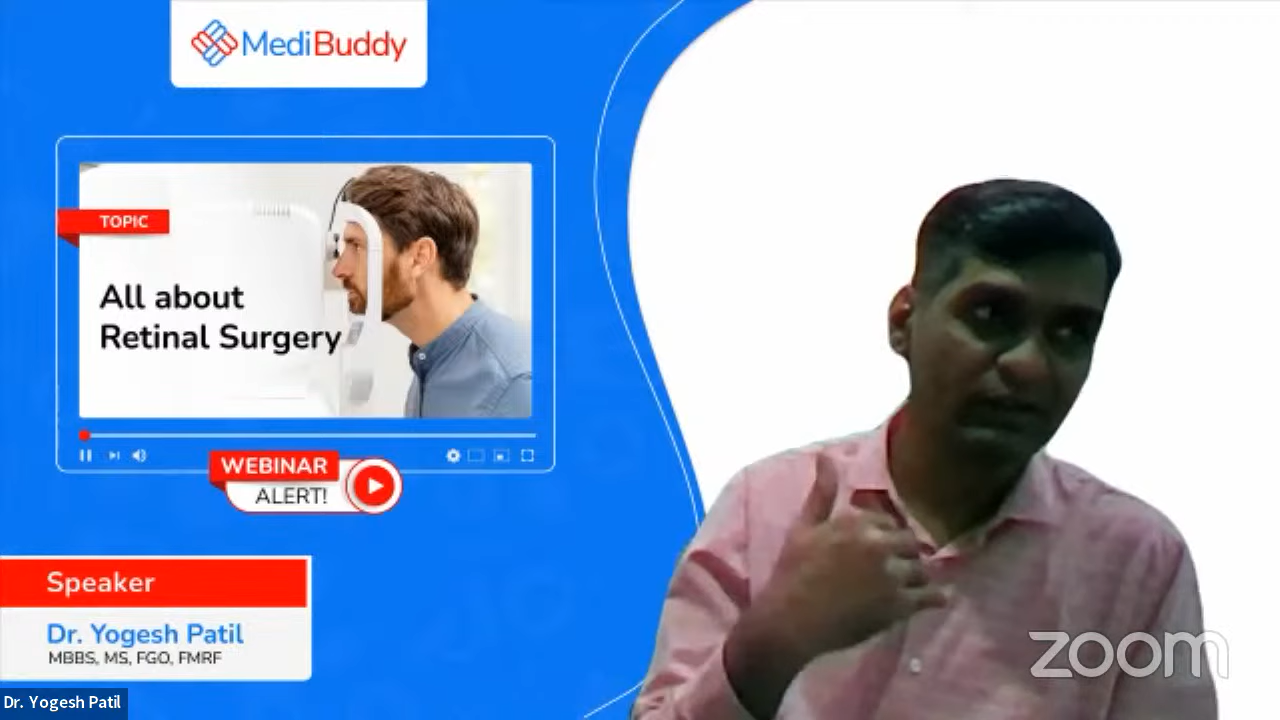 MediBuddy
TOPIC
All about
Retinal Surgery
WEBINAR
ALERT!
Speaker
Dr. Yogesh Patil
MBBS, MS, FGO, FMRF
Dr. Yogesh Patil
zoom